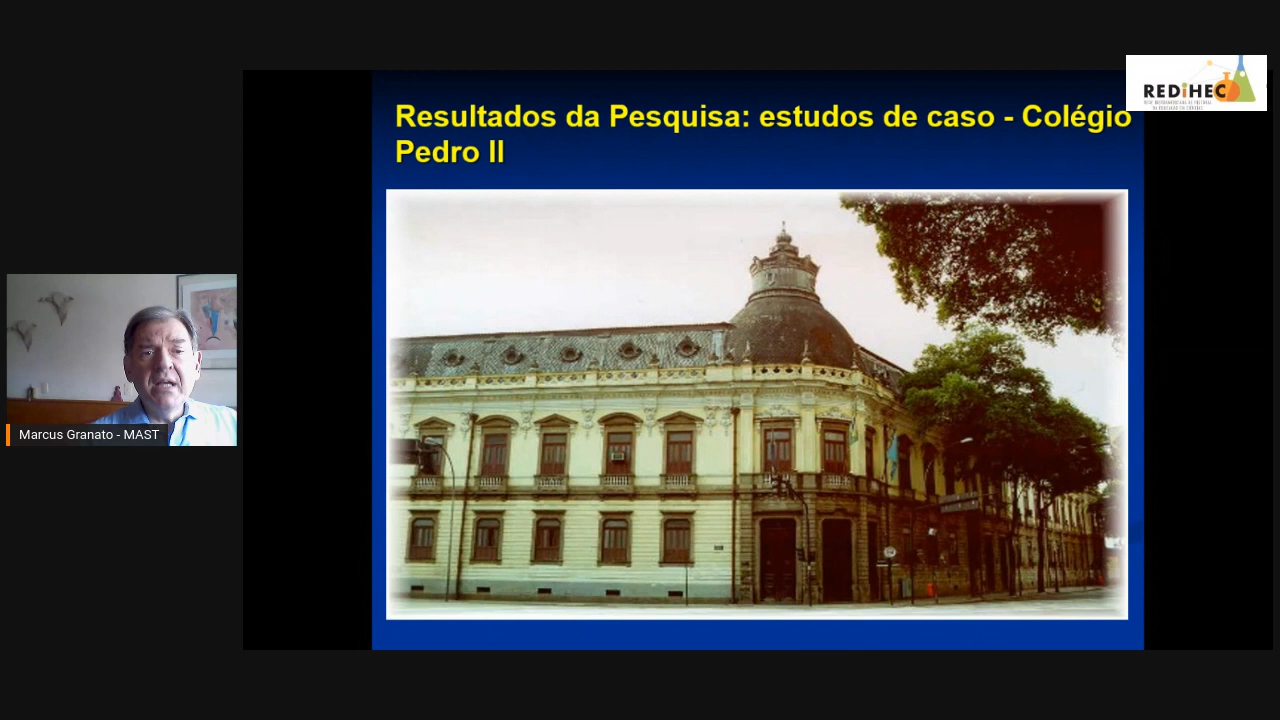 Resultados da Pesquisa: estudos de caso - Colégio
Pedro II
REDiHEC
Marcus Granato - MAST